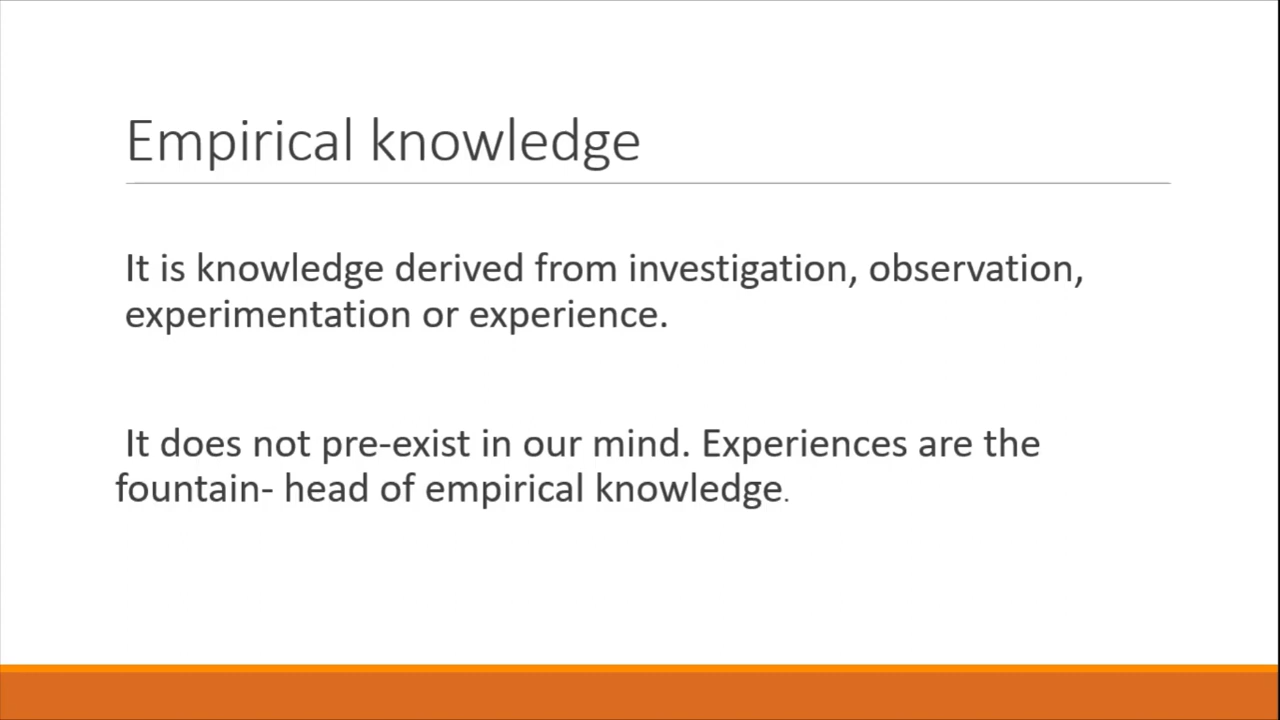 Empirical knowledge
It is knowledge derived from investigation, observation,
experimentation or experience.
It does not pre-exist in our mind. Experiences are the
fountain- head of empirical knowledge.